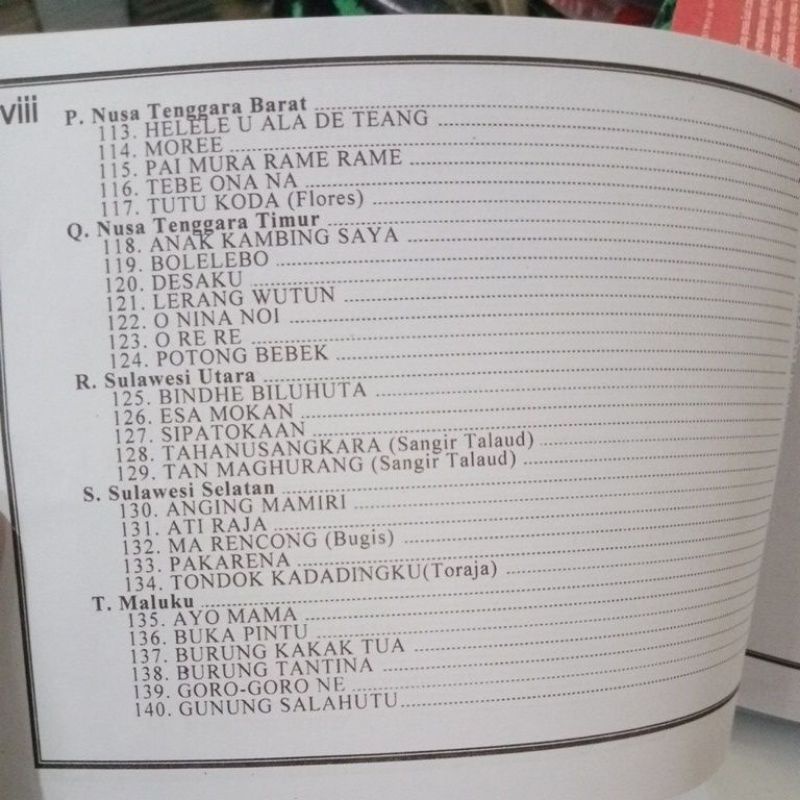 viii
P. Nusa Tenggara Barat
113. HELELE U ALA DE TEANG
114. MOREE
115. PAI MURA RAME RAME
116. TEBE ONA NA
117. TUTU KODA (Flores)
Q. Nusa Tenggara Timur
118. ANAK KAMBING SAYA
119. BOLELEBO
120. DESAKU
121. LERANG WUTUN
122. O NINA NOI
123. O RE RE
124. POTONG BEBEK
R. Sulawesi Utara
125. BINDHE BILUHUTA
126. ESA MOKAN
127. SIPATOKAAN
128. TAHANUSANGKARA (Sangir Talaud)
129. TAN MAGHURANG (Sangir Talaud)
S. Sulawesi Selatan
130. ANGING MAMIRI
131. ATI RAJA
132. MA RENCONG (Bugis)
133. PAKARENA
134. TONDOK KADADINGKU(Toraja)
T. Maluku
135. AYO MAMA
136. BUKA PINTU
137. BURUNG KAKAK TUA
138. BURUNG TANTINA
139. GORO-GORO NE
140. GUNUNG SALAHUTU